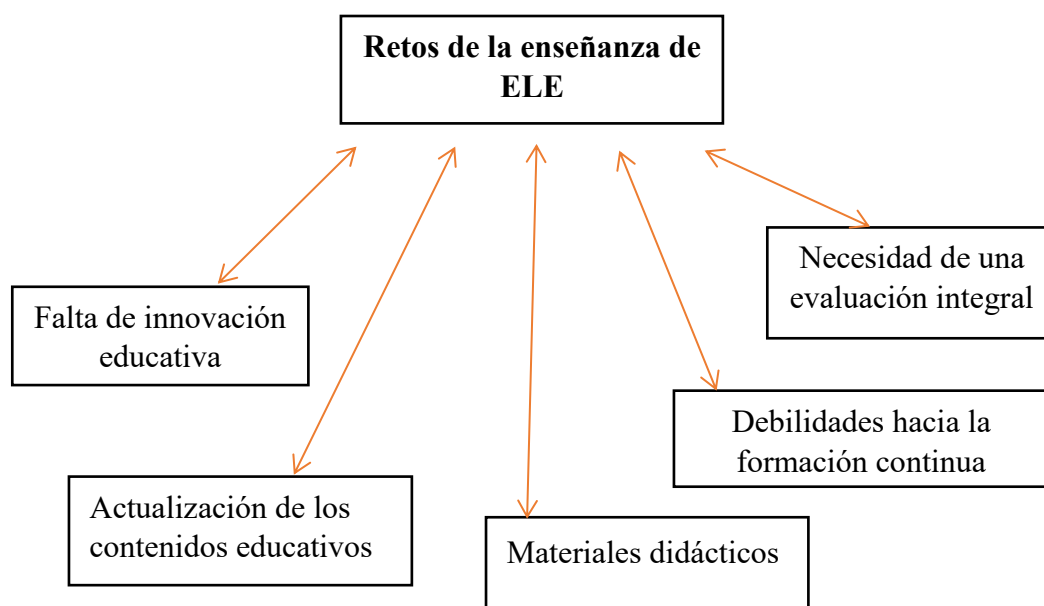 Retos de la enseñanza de
ELE
Necesidad de una
evaluación integral
Falta de innovación
educativa
Debilidades hacia la
formación continua
Actualización de los
contenidos educativos
Materiales didácticos